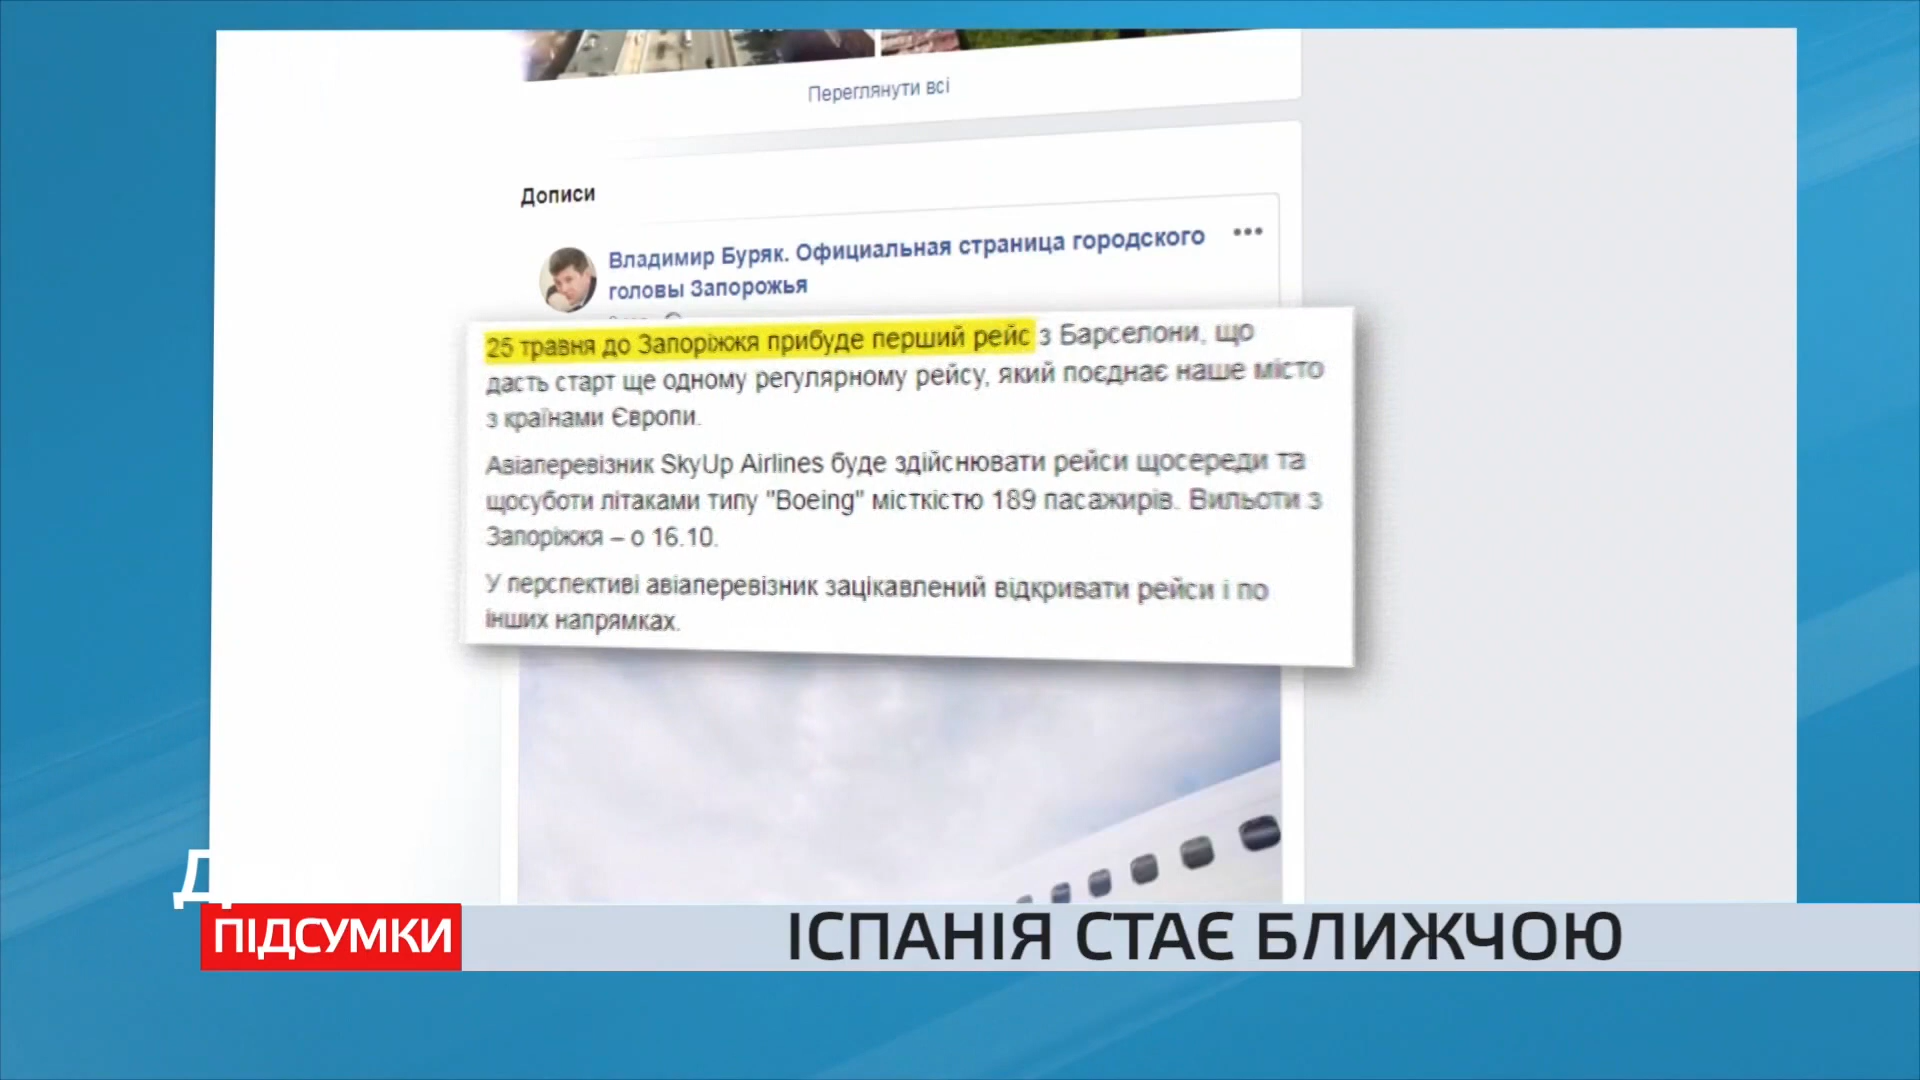 Переглянути всі
Дописи
Владимир Буряк. Официальная страница городского
головы Запорожья
25 травня до Запоріжжя прибуде перший рейс з Барселони, що
дасть старт ще одному регулярному рейсу, який поєднає наше місто
з країнами Європи.
Авіаперевізник SkyUp Airlines буде здійснювати рейси щосереди та
щосуботи літаками типу "Boeing" місткістю 189 пасажирів. Вильоти з
Запоріжжя – о 16.10.
У перспективі авіаперевізник зацікавлений відкривати рейси і по
інших напрямках.
ПІДСУМКИ
ІСПАНІЯ СТАЄ БЛИЖЧОЮ